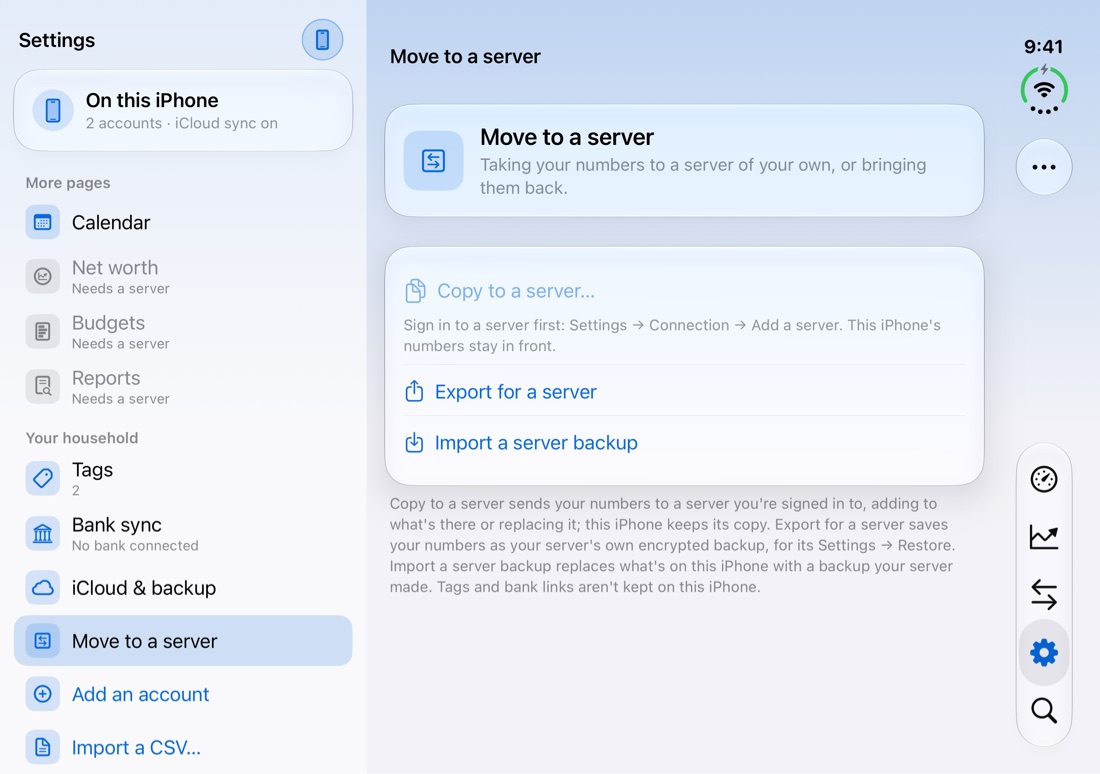 Settings
On this iPhone
2 accounts · iCloud sync on
More pages
Calendar
Net worth
Needs a server
Budgets
Needs a server
Reports
Needs a server
Your household
Tags
2
Bank sync
No bank connected
iCloud & backup
Move to a server
Add an account
Import a CSV...
Move to a server
Move to a server
Taking your numbers to a server of your own, or bringing
them back.
Copy to a server...
Sign in to a server first: Settings → Connection → Add a server. This iPhone's
numbers stay in front.
Export for a server
Import a server backup
Copy to a server sends your numbers to a server you're signed in to, adding to
what's there or replacing it; this iPhone keeps its copy. Export for a server saves
your numbers as your server's own encrypted backup, for its Settings → Restore.
Import a server backup replaces what's on this iPhone with a backup your server
made. Tags and bank links aren't kept on this iPhone.
9:41